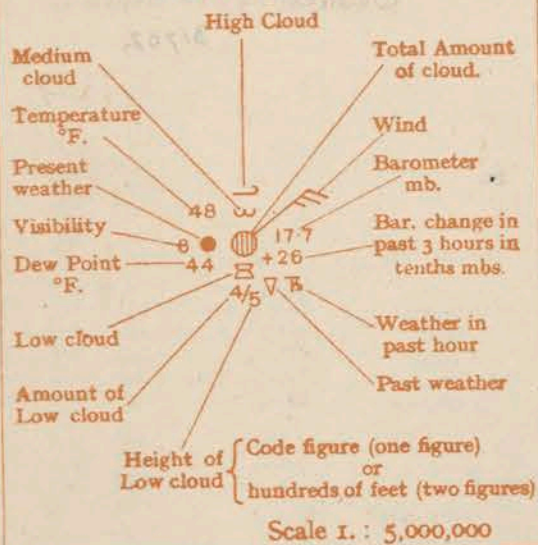 High Cloud
31702.
Medium
cloud
Total Amount
of cloud.
Temperature
°F.
Wind
Present
weather
Barometer
mb.
48
Visibility
8
17.7
Bar. change in
past 3 hours in
tenths mbs.
Dew Point
°F.
44
+26
4/5
Low cloud
Weather in
past hour
Amount of
Low cloud
Past weather
Height of
Low cloud
Code figure (one figure)
or
hundreds of feet (two figures)
Scale 1. : 5,000,000